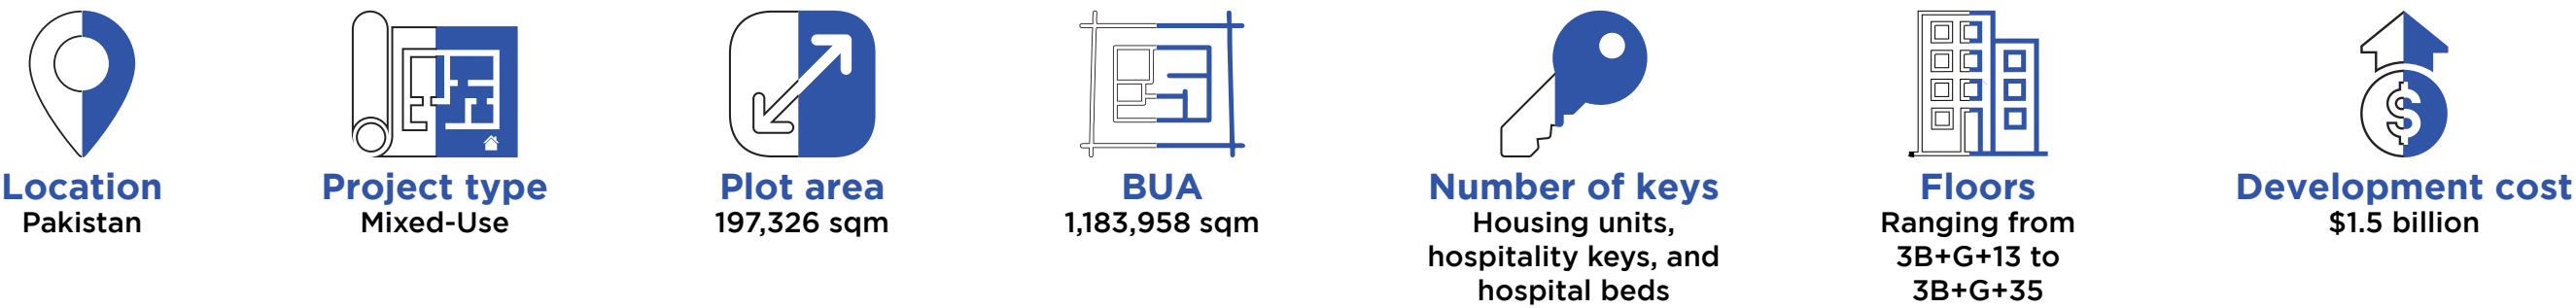 Location
Pakistan
Project type
Mixed-Use
Plot area
197,326 sqm
BUA
1,183,958 sqm
Number of keys
Housing units,
hospitality keys, and
hospital beds
Floors
Ranging from
3B+G+13 to
3B+G+35
Development cost
$1.5 billion